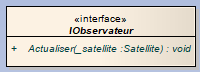 «interface»
IObservateur
+ Actualiser(_satellite :Satellite) : void